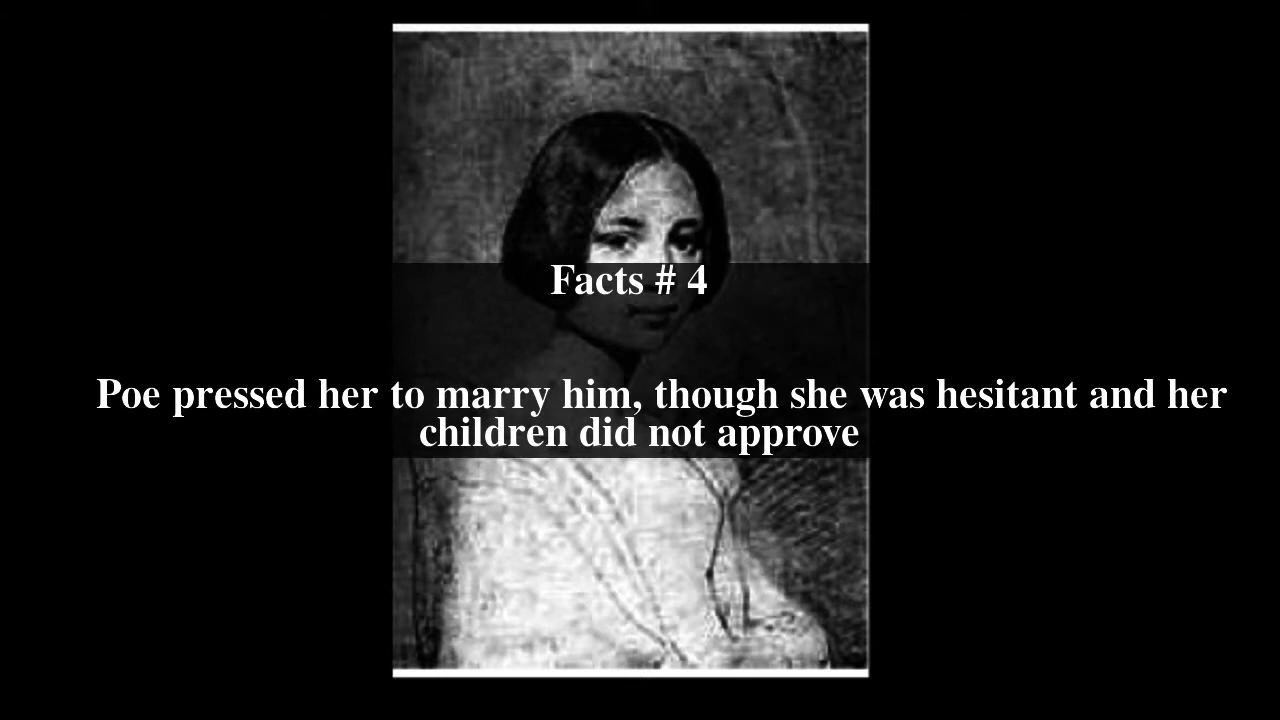 Facts # 4
Poe pressed her to marry him, though she was hesitant and her
children did not approve